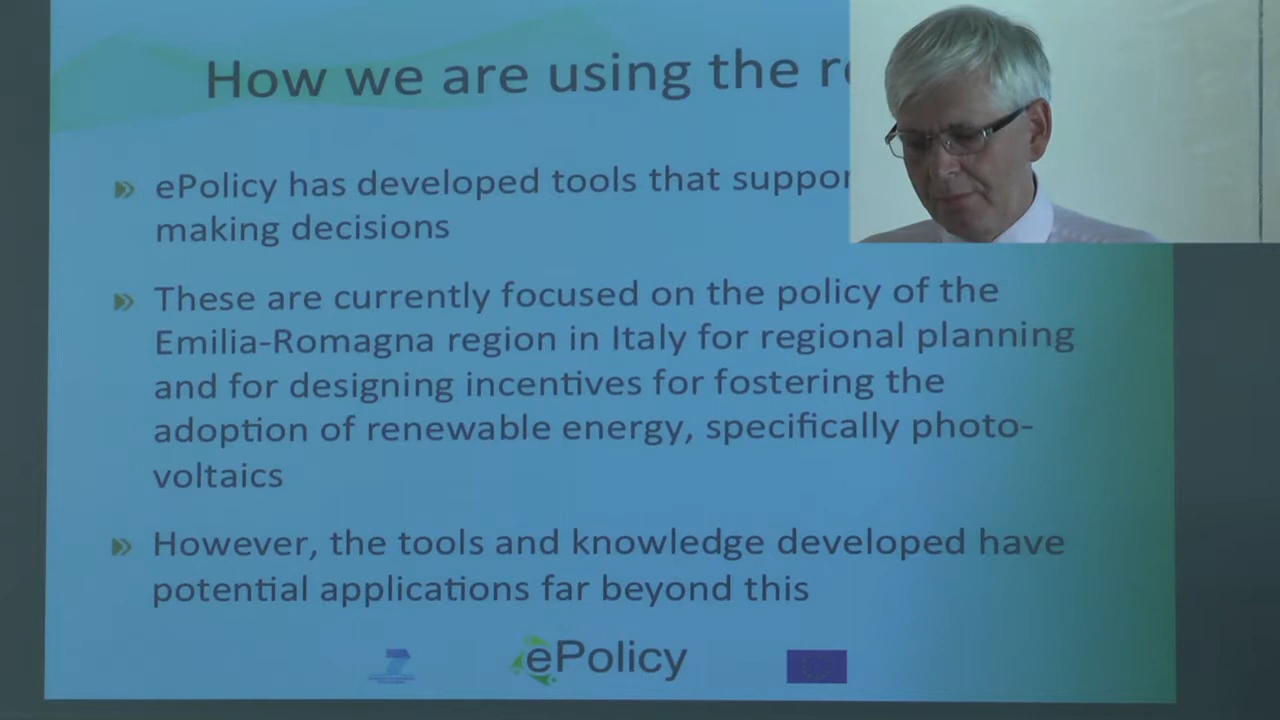 How we are using the
ePolicy has developed tools that
making decisions
These are currently focused on the policy of the
Emilia-Romagna region in Italy for regional planning
and for designing incentives for fostering the
adoption of renewable energy, specifically photo-
voltaics
However, the tools and knowledge developed have
potential applications far beyond this
ePolicy